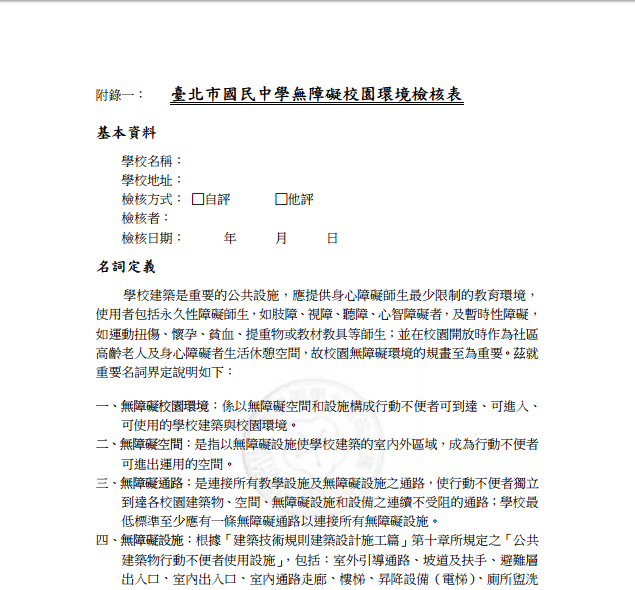 附錄一： 臺北市國民中學無障礙校園環境檢核表
基本資料
學校名稱：
學校地址：
檢核方式：□自評 □他評
檢核者：
檢核日期： 年 月 日
名詞定義
學校建築是重要的公共設施，應提供身心障礙師生最少限制的教育環境，
使用者包括永久性障礙師生，如肢障、視障、聽障、心智障礙者，及暫時性障礙，
如運動扭傷、懷孕、貧血、提重物或教材教具等師生；並在校園開放時作為社區
高齡老人及身心障礙者生活休憩空間，故校園無障礙環境的規畫至為重要。茲就
重要名詞界定說明如下：
一、無障礙校園環境：係以無障礙空間和設施構成行動不便者可到達、可進入、
可使用的學校建築與校園環境。
二、無障礙空間：是指以無障礙設施使學校建築的室內外區域，成為行動不便者
可進出運用的空間。
三、無障礙通路：是連接所有教學設施及無障礙設施之通路，使行動不便者獨立
到達各校園建築物、空間、無障礙設施和設備之連續不受阻的通路；學校最
低標準至少應有一條無障礙通路以連接所有無障礙設施。
四、無障礙設施：根據「建築技術規則建築設計施工篇」第十章所規定之「公共
建築物行動不便者使用設施」，包括：室外引導通路、坡道及扶手、避難層
出入口、室內出入口、室內通路走廊、樓梯、昇降設備（電梯）、廁所盥洗